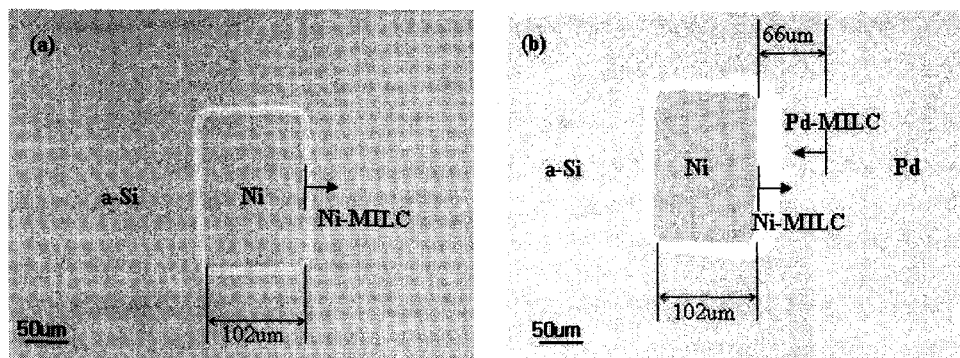 (a)
a-Si
Ni
Ni-MILC
102um
50um
(b)
66um
Pd-MILC
a-Si
Ni
Pd
Ni-MILC
102um
50um